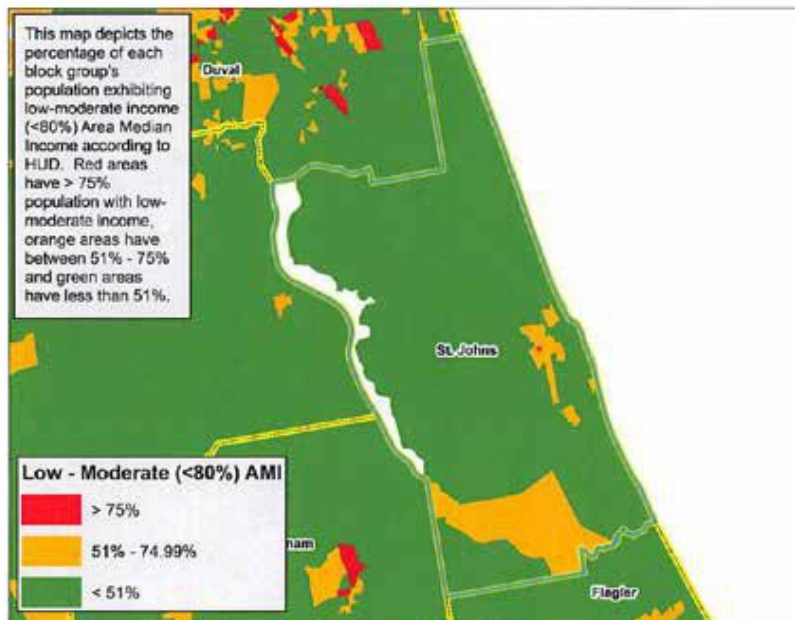 This map depicts the
percentage of each
block group's
population exhibiting
low-moderate income
(<80%) Area Median
Income according to
HUD. Red areas
have > 75%
population with low-
moderate income,
orange areas have
between 51% - 75%
and green areas
have less than 51%.
Duval
St. Johns
Low - Moderate (<80%) AMI
> 75%
51% - 74.99%
< 51%
nam
Flagler